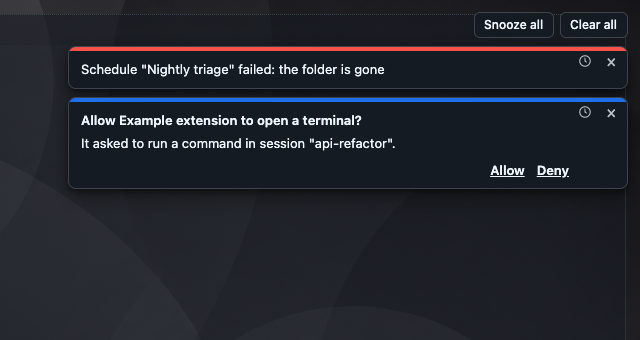 Snooze all
Clear all
Schedule "Nightly triage" failed: the folder is gone
Allow Example extension to open a terminal?
It asked to run a command in session "api-refactor".
Allow
Deny